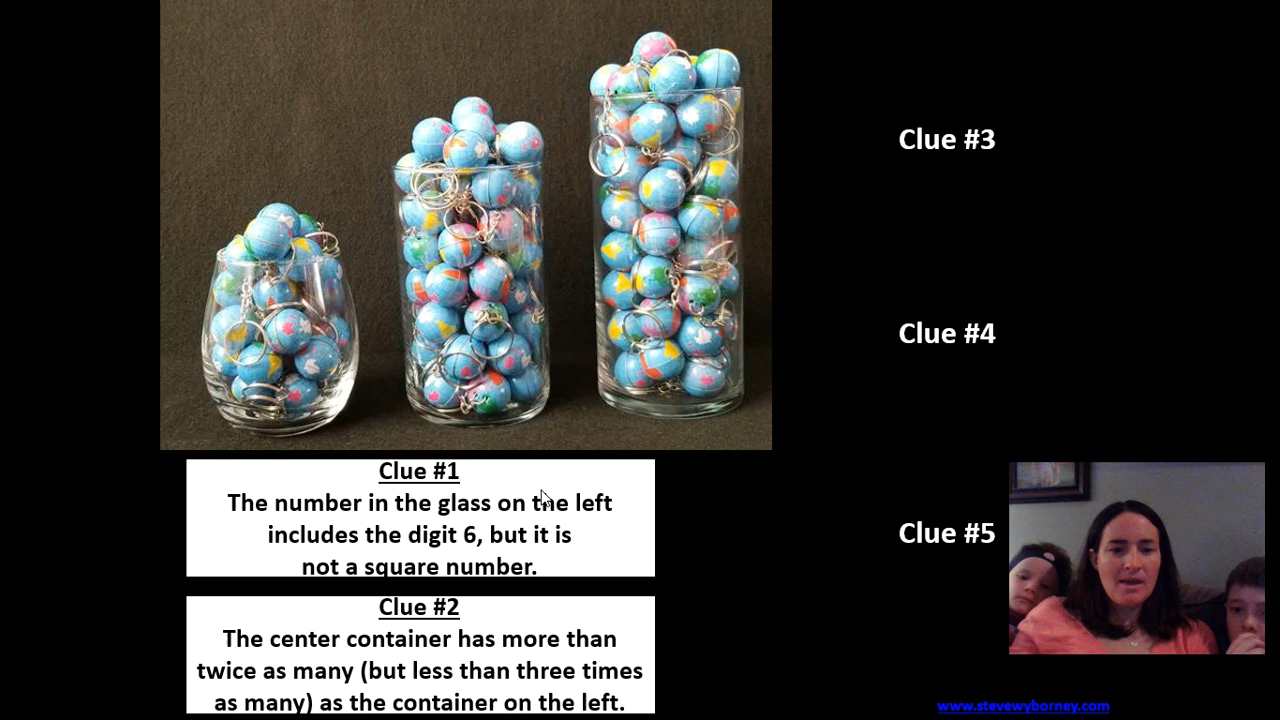 Clue #3
Clue #4
Clue #1
The number in the glass on the left
includes the digit 6, but it is
not a square number.
Clue #5
Clue #2
The center container has more than
twice as many (but less than three times
as many) as the container on the left.
www.stevewyborney.com